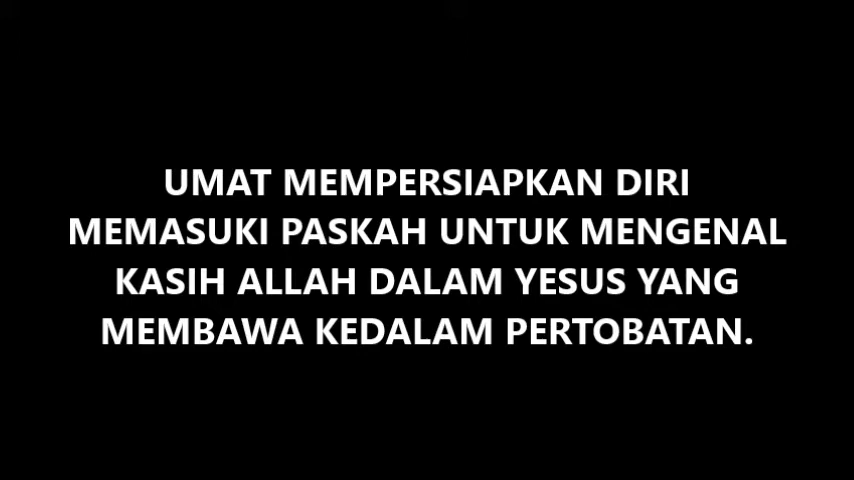 UMAT MEMPERSIAPKAN DIRI
MEMASUKI PASKAH UNTUK MENGENAL
KASIH ALLAH DALAM YESUS YANG
MEMBAWA KEDALAM PERTOBATAN.